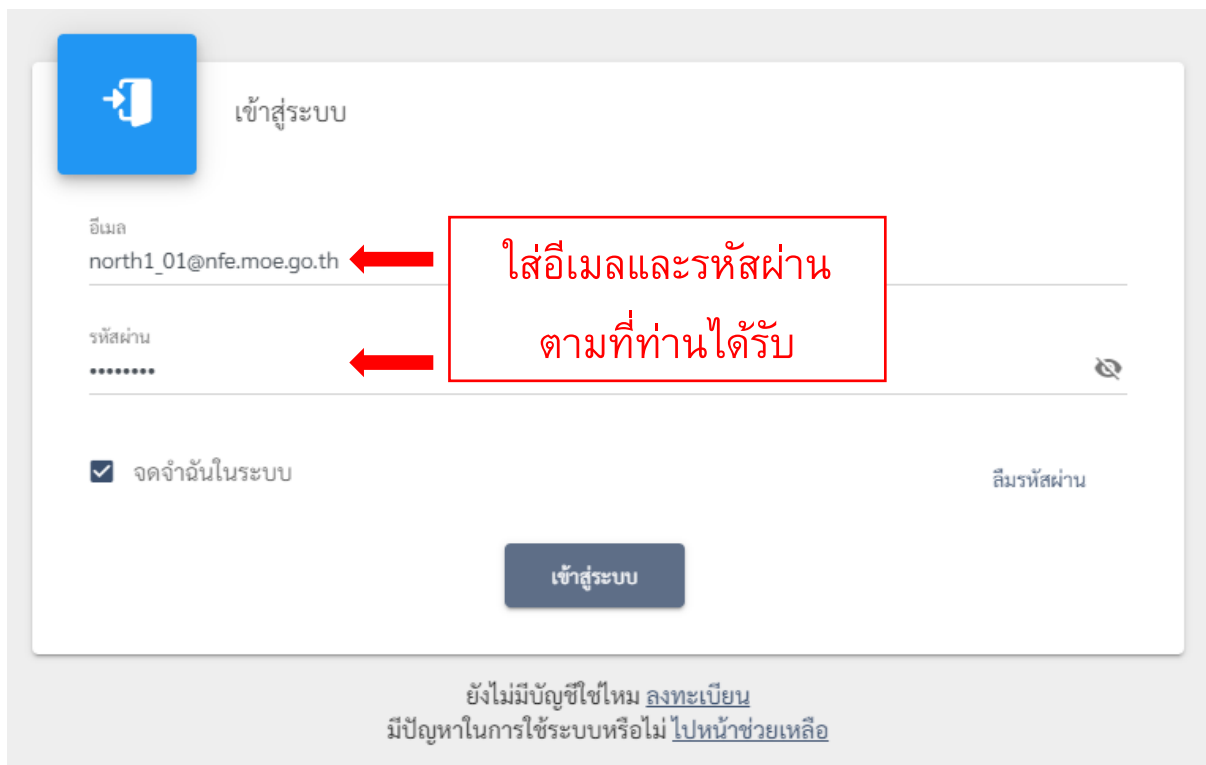 เข้าสู่ระบบ
อีเมล
north1_01@nfe.moe.go.th
ใส่อีเมลและรหัสผ่าน
ตามที่ท่านได้รับ
รหัสผ่าน
••••••••
จดจำฉันในระบบ
ลืมรหัสผ่าน
เข้าสู่ระบบ
ยังไม่มีบัญชีใช่ไหม ลงทะเบียน
มีปัญหาในการใช้ระบบหรือไม่ ไปหน้าช่วยเหลือ